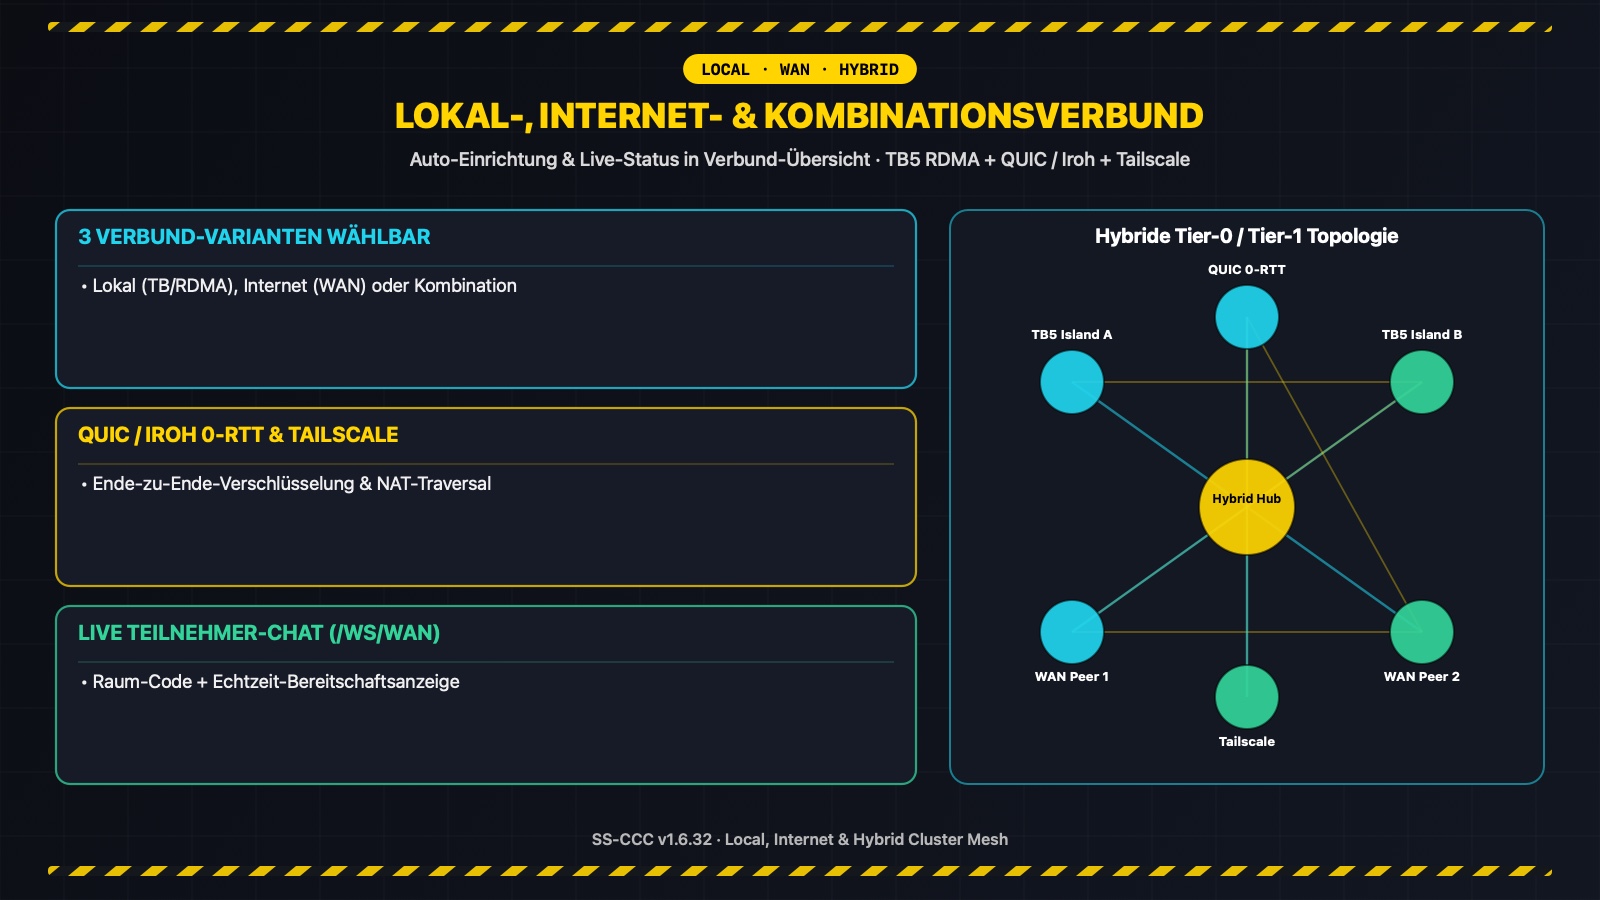 LOCAL · WAN · HYBRID
LOKAL-, INTERNET- & KOMBINATIONSVERBUND
Auto-Einrichtung & Live-Status in Verbund-Übersicht · TB5 RDMA + QUIC / Iroh + Tailscale
3 VERBUND-VARIANTEN WÄHLBAR
• Lokal (TB/RDMA), Internet (WAN) oder Kombination
QUIC / IROH 0-RTT & TAILSCALE
• Ende-zu-Ende-Verschlüsselung & NAT-Traversal
LIVE TEILNEHMER-CHAT (/WS/WAN)
• Raum-Code + Echtzeit-Bereitschaftsanzeige
Hybride Tier-0 / Tier-1 Topologie
QUIC 0-RTT
TB5 Island A
TB5 Island B
Hybrid Hub
WAN Peer 1
WAN Peer 2
Tailscale
SS-CCC v1.6.32 · Local, Internet & Hybrid Cluster Mesh